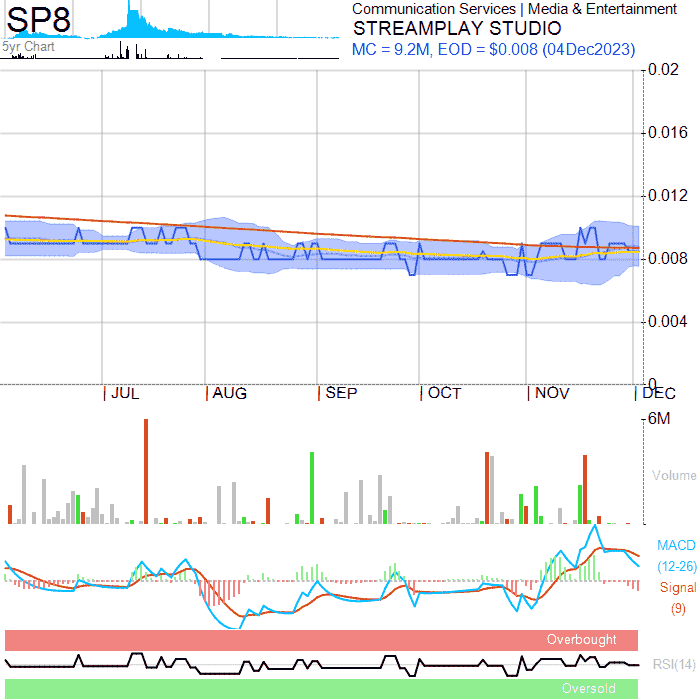 SP8
5yr Chart
Communication Services | Media & Entertainment
STREAMPLAY STUDIO
MC = 9.2M, EOD = $0.008 (04Dec2023)
0.02
0.016
0.012
0.008
0.004
0
JUL AUG SEP OCT NOV DEC
6M
Volume
MACD
(12-26)
Signal
(9)
Overbought
RSI(14)
Oversold